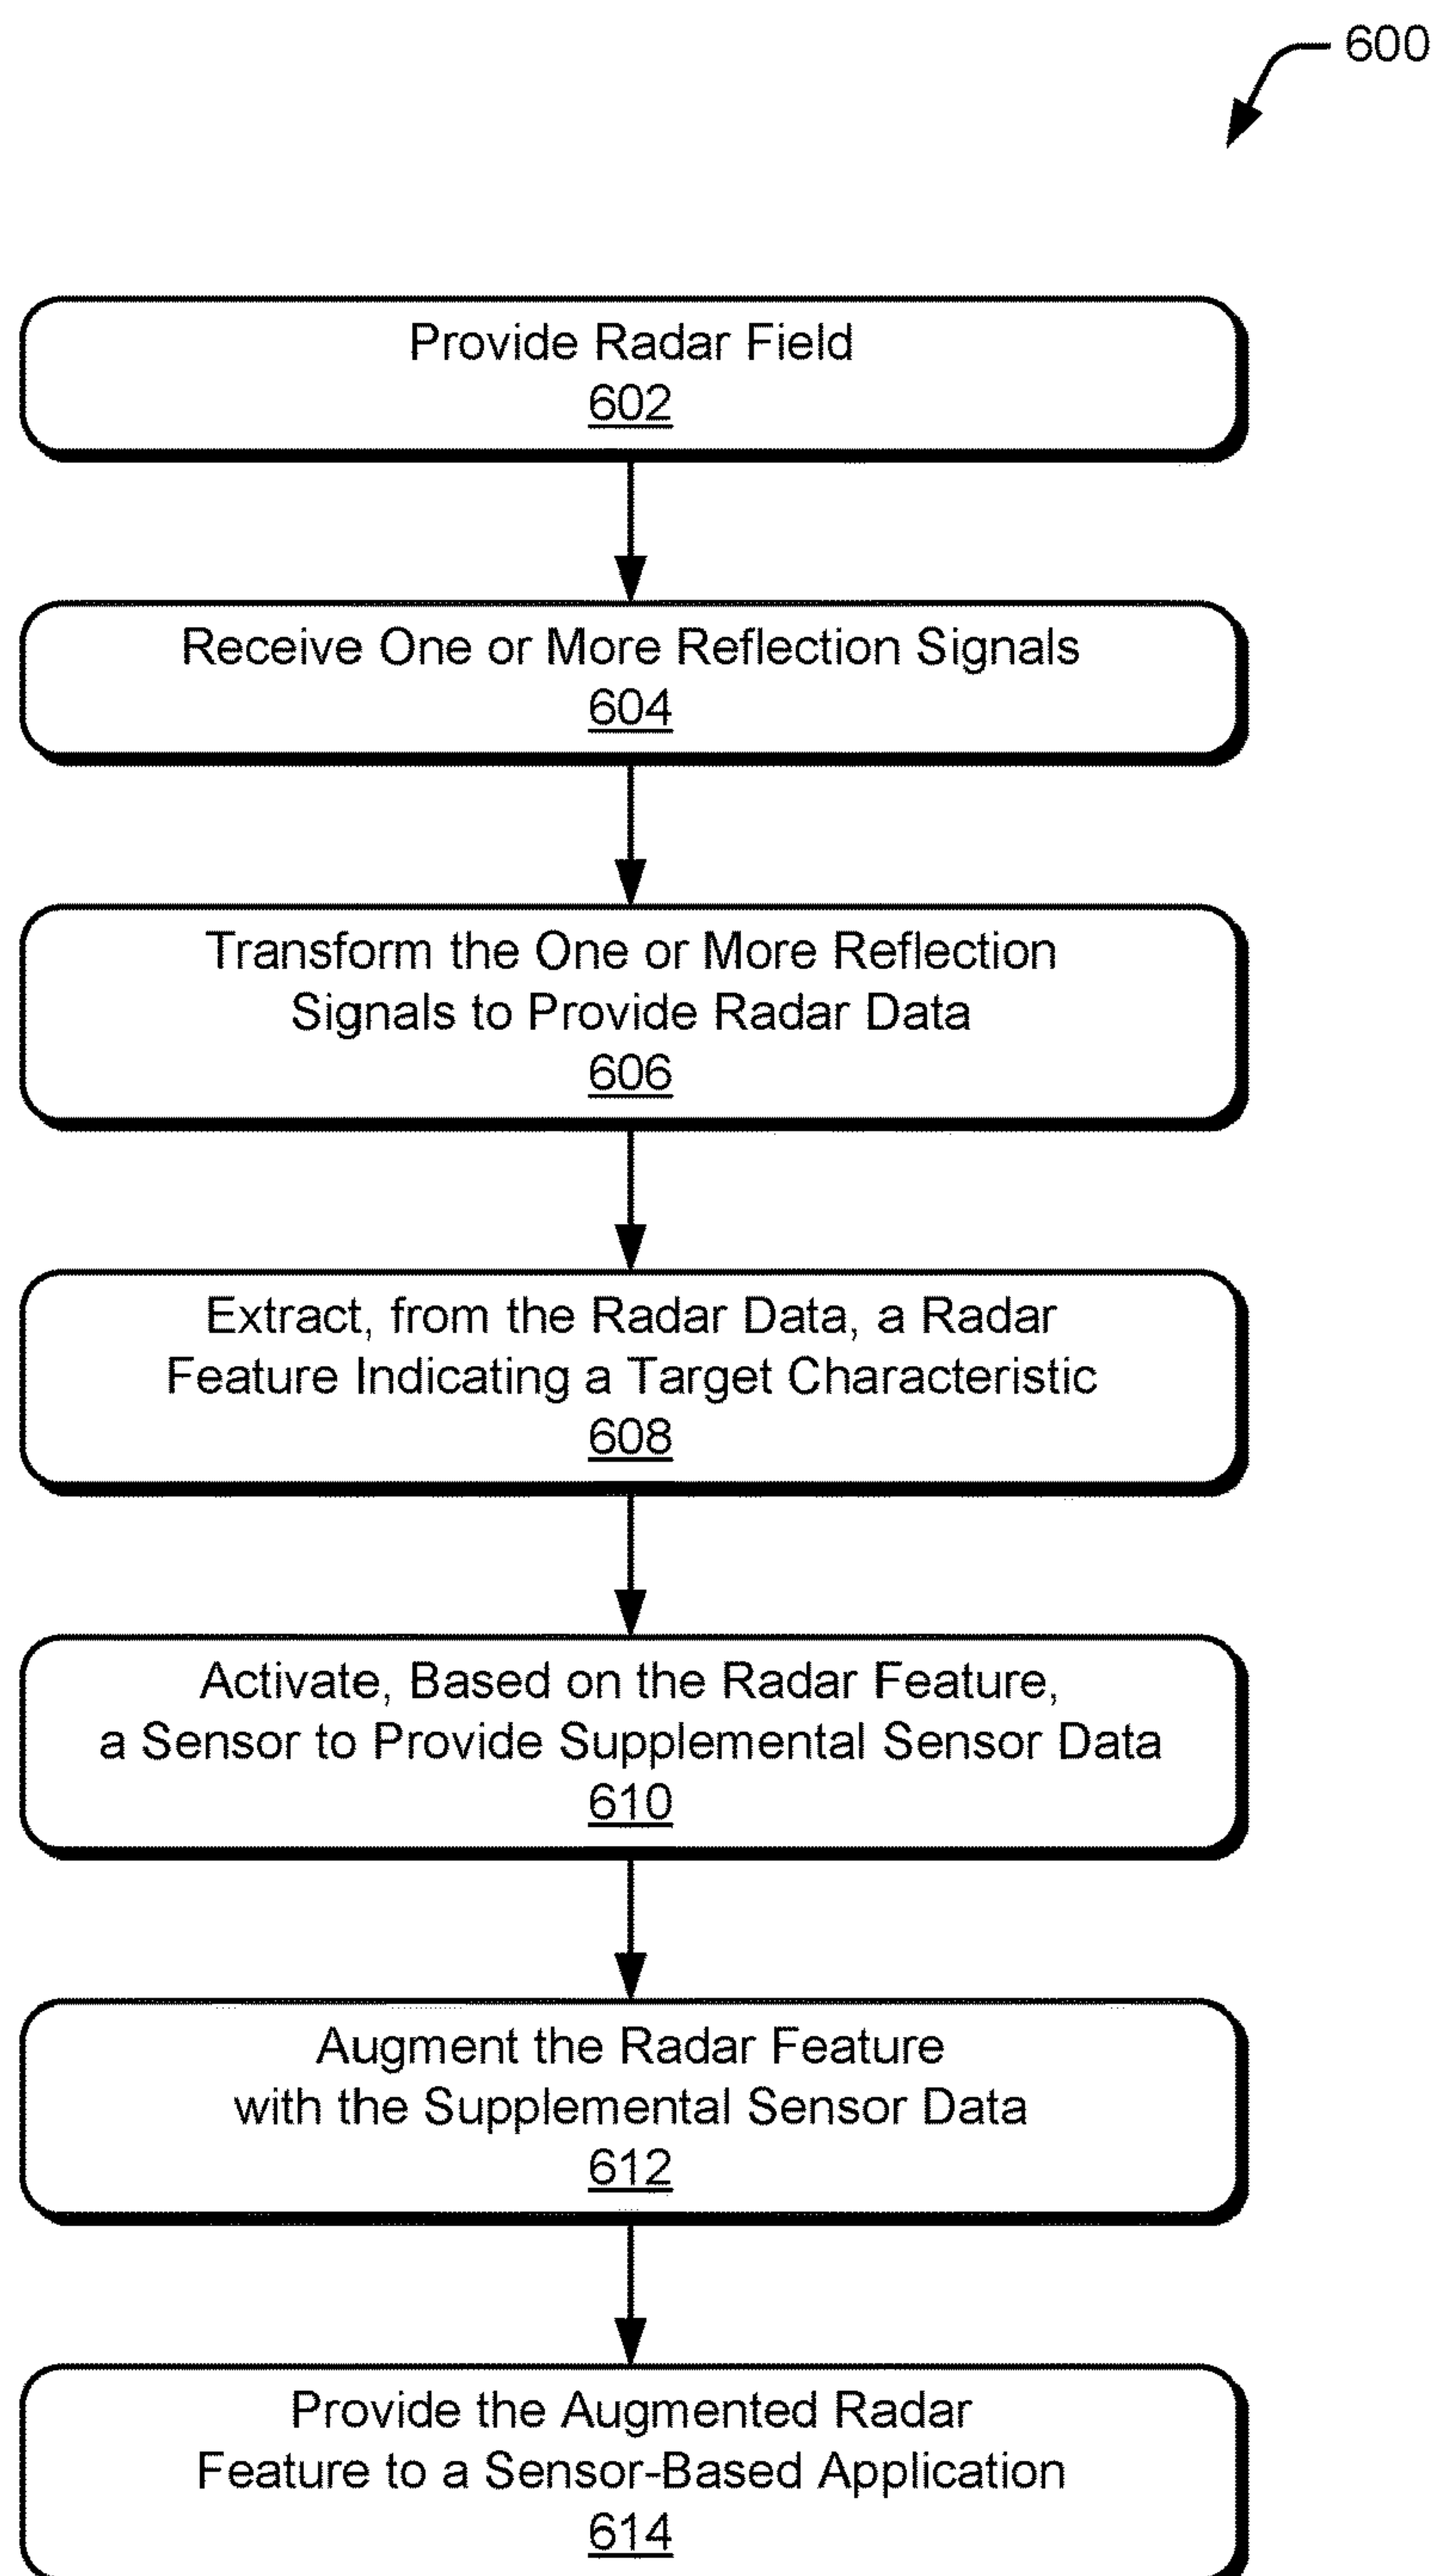 600
Provide Radar Field
602
Receive One or More Reflection Signals
604
Transform the One or More Reflection
Signals to Provide Radar Data
606
Extract, from the Radar Data, a Radar
Feature Indicating a Target Characteristic
608
Activate, Based on the Radar Feature,
a Sensor to Provide Supplemental Sensor Data
610
Augment the Radar Feature
with the Supplemental Sensor Data
612
Provide the Augmented Radar
Feature to a Sensor-Based Application
614